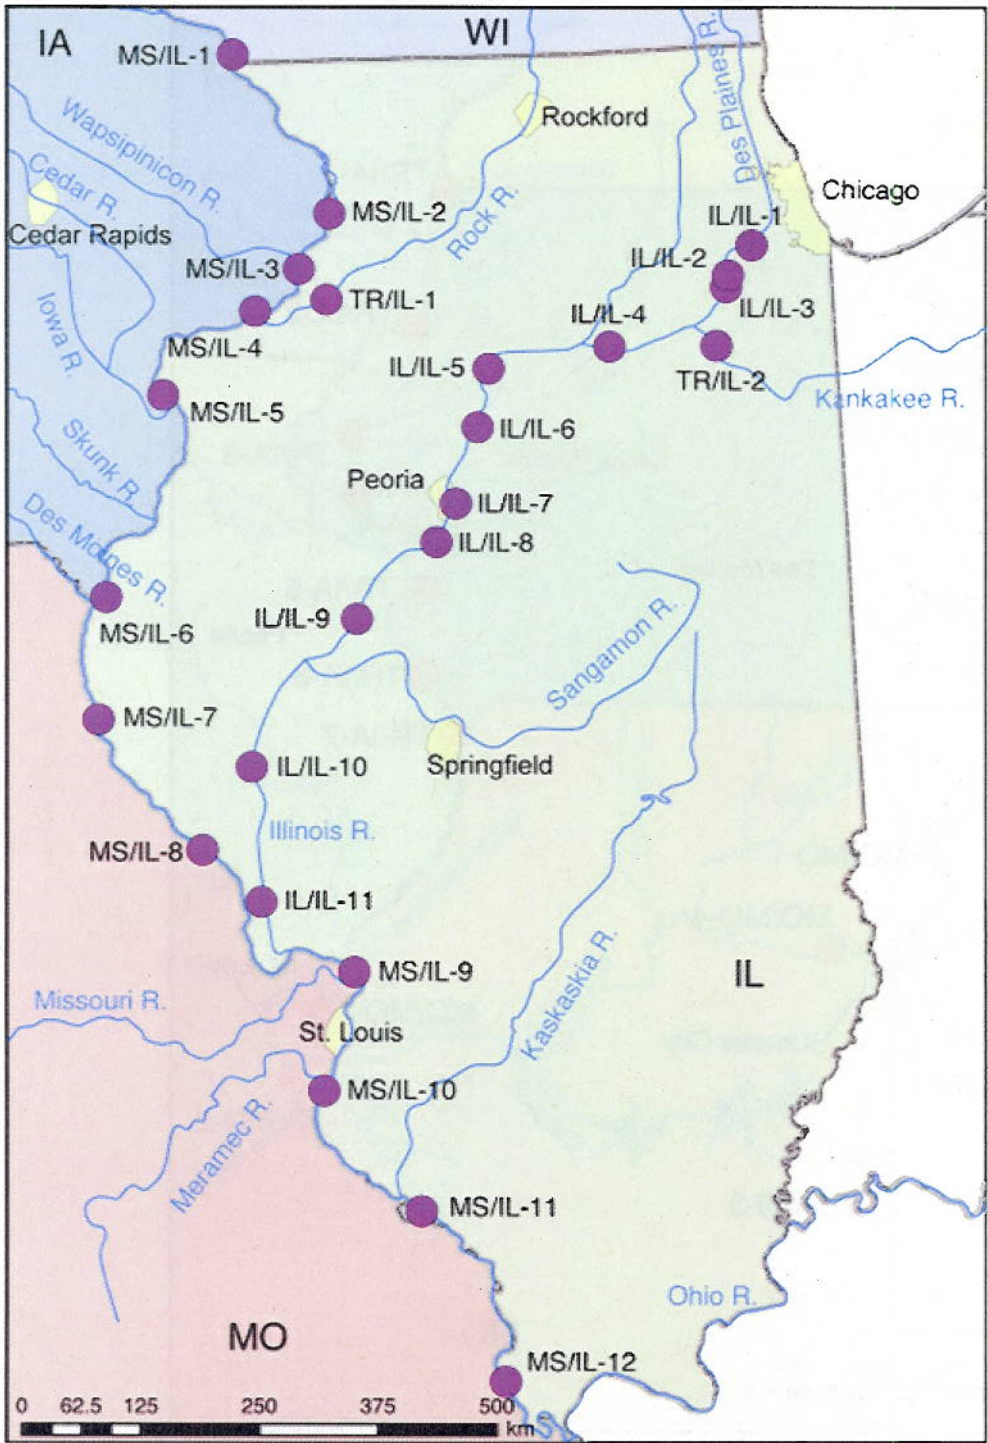 IA
WI
MS/IL-1
Rockford
Des Plaines R.
Wapsipinicon R.
Cedar R.
Chicago
MS/IL-2
Rock R.
IL/IL-1
Cedar Rapids
IL/IL-2
MS/IL-3
TR/IL-1
IL/IL-3
IL/IL-4
Iowa R.
MS/IL-4
IL/IL-5
TR/IL-2
Kankakee R.
MS/IL-5
IL/IL-6
Skunk R.
Peoria
IL/IL-7
Des Moines R.
IL/IL-8
IL/IL-9
MS/IL-6
Sangamon R.
MS/IL-7
IL/IL-10
Springfield
Illinois R.
MS/IL-8
IL/IL-11
MS/IL-9
IL
Kaskaskia R.
Missouri R.
St. Louis
MS/IL-10
Meramec R.
MS/IL-11
Ohio R.
MO
MS/IL-12
0 62.5 125 250 375 500
km